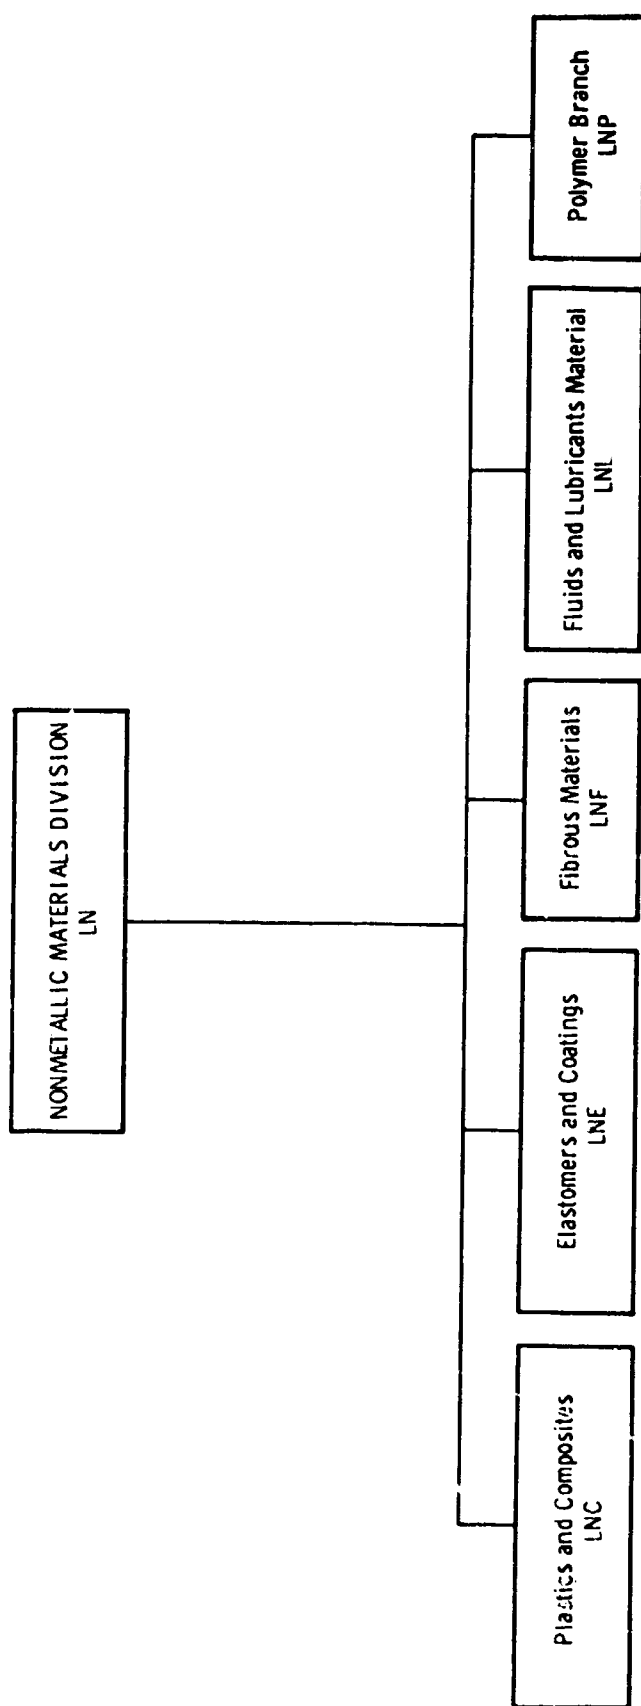 NONMETALLIC MATERIALS DIVISION
LN
Plastics and Composites
LNC
Elastomers and Coatings
LNE
Fibrous Materials
LNF
Fluids and Lubricants Material
LNL
Polymer Branch
LNP